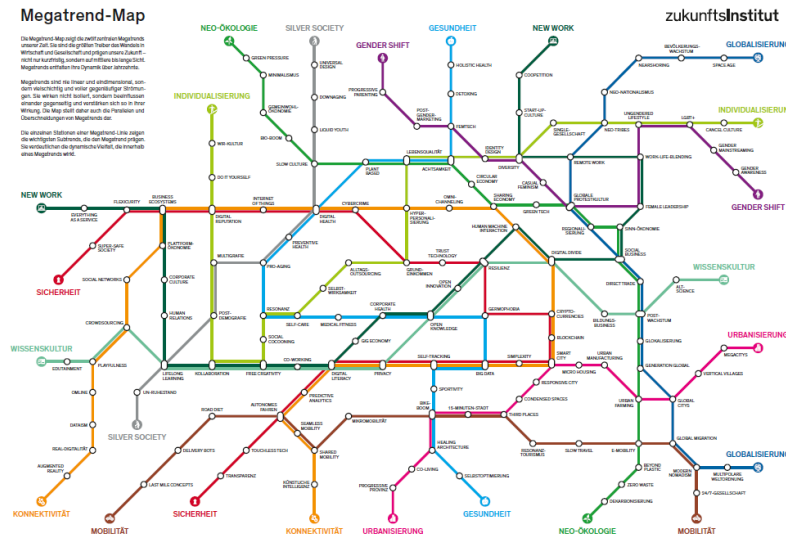 Megatrend-Map
zukunftsInstitut
Die Megatrend-Map zeigt die zwölf zentralen Megatrends
unserer Zeit. Sie sind die größten Treiber des Wandels in
Wirtschaft und Gesellschaft und prägen unsere Zukunft –
nicht nur kurzfristig, sondern auf mittlere bis lange Sicht.
Megatrends entfalten ihre Dynamik über Jahrzehnte.
Megatrends sind nie linear und eindimensional, son-
dern vielschichtig und voller gegenläufiger Strömun-
gen. Sie wirken nicht isoliert, sondern beeinflussen
einander gegenseitig und verstärken sich so in ihrer
Wirkung. Die Map stellt daher auch die Parallelen und
Überschneidungen von Megatrends dar.
Die einzelnen Stationen einer Megatrend-Linie zeigen
die wichtigsten Subtrends, die den Megatrend prägen.
Sie verdeutlichen die dynamische Vielfalt, die innerhalb
eines Megatrends wirkt.
NEO-ÖKOLOGIE
SILVER SOCIETY
GESUNDHEIT
NEW WORK
GENDER SHIFT
GLOBALISIERUNG
GREEN PRESSURE
UNIVERSAL
DESIGN
HOLISTIC HEALTH
BEVÖLKERUNGS-
WACHSTUM
NEARSHORING
SPACE AGE
MINIMALISMUS
COOPETITION
PROGRESSIVE
PARENTING
DETOXING
NEO-NATIONALISMUS
INDIVIDUALISIERUNG
DOWNAGING
GEMEINWOHL-
ÖKONOMIE
POST-
GENDER-
MARKETING
START-UP-
CULTURE
UNGENDERED
LIFESTYLE
LGBT+
INDIVIDUALISIERUNG
LIQUID YOUTH
FEMTECH
SINGLE-
GESELLSCHAFT
NEO-TRIBES
CANCEL CULTURE
BIO-BOOM
WIR-KULTUR
IDENTITY
DESIGN
GENDER
MAINSTREAMING
SLOW CULTURE
PLANT
BASED
LEBENSQUALITÄT
ACHTSAMKEIT
DIVERSITY
REMOTE WORK
WORK-LIFE-BLENDING
GENDER
AWARENESS
DO IT YOURSELF
CIRCULAR
ECONOMY
CASUAL
FEMINISM
GENDER SHIFT
NEW WORK
FLEXICURITY
BUSINESS
ECOSYSTEMS
INTERNET
OF THINGS
CYBERCRIME
OMNI-
CHANNELING
SHARING
ECONOMY
GLOBALE
PROTESTKULTUR
FEMALE LEADERSHIP
EVERYTHING
AS A SERVICE
DIGITAL
REPUTATION
DIGITAL
HEALTH
HYPER-
PERSONALI-
SIERUNG
GREEN TECH
SUPER-SAFE
SOCIETY
PLATTFORM-
ÖKONOMIE
PREVENTIVE
HEALTH
HUMAN MACHINE
INTERACTION
REGIONALI-
SIERUNG
SINN-ÖKONOMIE
SOCIAL
BUSINESS
SICHERHEIT
SOCIAL NETWORKS
MULTIGRAFIE
PRO-AGING
ALLTAGS-
OUTSOURCING
GRUND-
EINKOMMEN
TRUST
TECHNOLOGY
RESILIENZ
DIGITAL DIVIDE
CORPORATE
CULTURE
SELBST-
WIRKSAMKEIT
OPEN
INNOVATION
DIRECT TRADE
WISSENSKULTUR
ALT-
SCIENCE
CROWDSOURCING
HUMAN
RELATIONS
POST-
DEMOGRAFIE
RESONANZ
SELF-CARE
MEDICAL FITNESS
CORPORATE
HEALTH
OPEN
KNOWLEDGE
GERMOPHOBIA
CRYPTO-
CURRENCIES
BILDUNGS-
BUSINESS
POST-
WACHSTUM
SOCIAL
COCOONING
GIG ECONOMY
BLOCKCHAIN
GLOKALISIERUNG
URBANISIERUNG
WISSENSKULTUR
EDUTAINMENT
PLAYFULNESS
LIFELONG
LEARNING
KOLLABORATION
FREE CREATIVITY
CO-WORKING
DIGITAL
LITERACY
PRIVACY
SELF-TRACKING
BIG DATA
SIMPLEXITY
SMART
CITY
URBAN
MANUFACTURING
GENERATION GLOBAL
MEGACITYS
MICRO HOUSING
VERTICAL VILLAGES
OMLINE
UN-RUHESTAND
PREDICTIVE
ANALYTICS
SPORTIVITY
RESPONSIVE CITY
CONDENSED SPACES
DATAISM
ROAD DIET
AUTONOMES
FAHREN
BIKE-
BOOM
15-MINUTEN-STADT
THIRD PLACES
URBAN
FARMING
GLOBAL
CITYS
SILVER SOCIETY
SEAMLESS
MOBILITY
MIKROMOBILITÄT
REAL-DIGITALITÄT
DELIVERY BOTS
TOUCHLESS TECH
SHARED
MOBILITY
HEALING
ARCHITECTURE
RESONANZ-
TOURISMUS
SLOW TRAVEL
E-MOBILITY
GLOBAL MIGRATION
AUGMENTED
REALITY
TRANSPARENZ
CO-LIVING
SELBSTOPTIMIERUNG
BEYOND
PLASTIC
MODERN
NOMADISM
MULTIPOLARE
WELTORDNUNG
GLOBALISIERUNG
LAST MILE CONCEPTS
KÜNSTLICHE
INTELLIGENZ
PROGRESSIVE
PROVINZ
ZERO WASTE
24/7-GESELLSCHAFT
DEKARBONISIERUNG
KONNEKTIVITÄT
MOBILITÄT
SICHERHEIT
KONNEKTIVITÄT
URBANISIERUNG
GESUNDHEIT
NEO-ÖKOLOGIE
MOBILITÄT